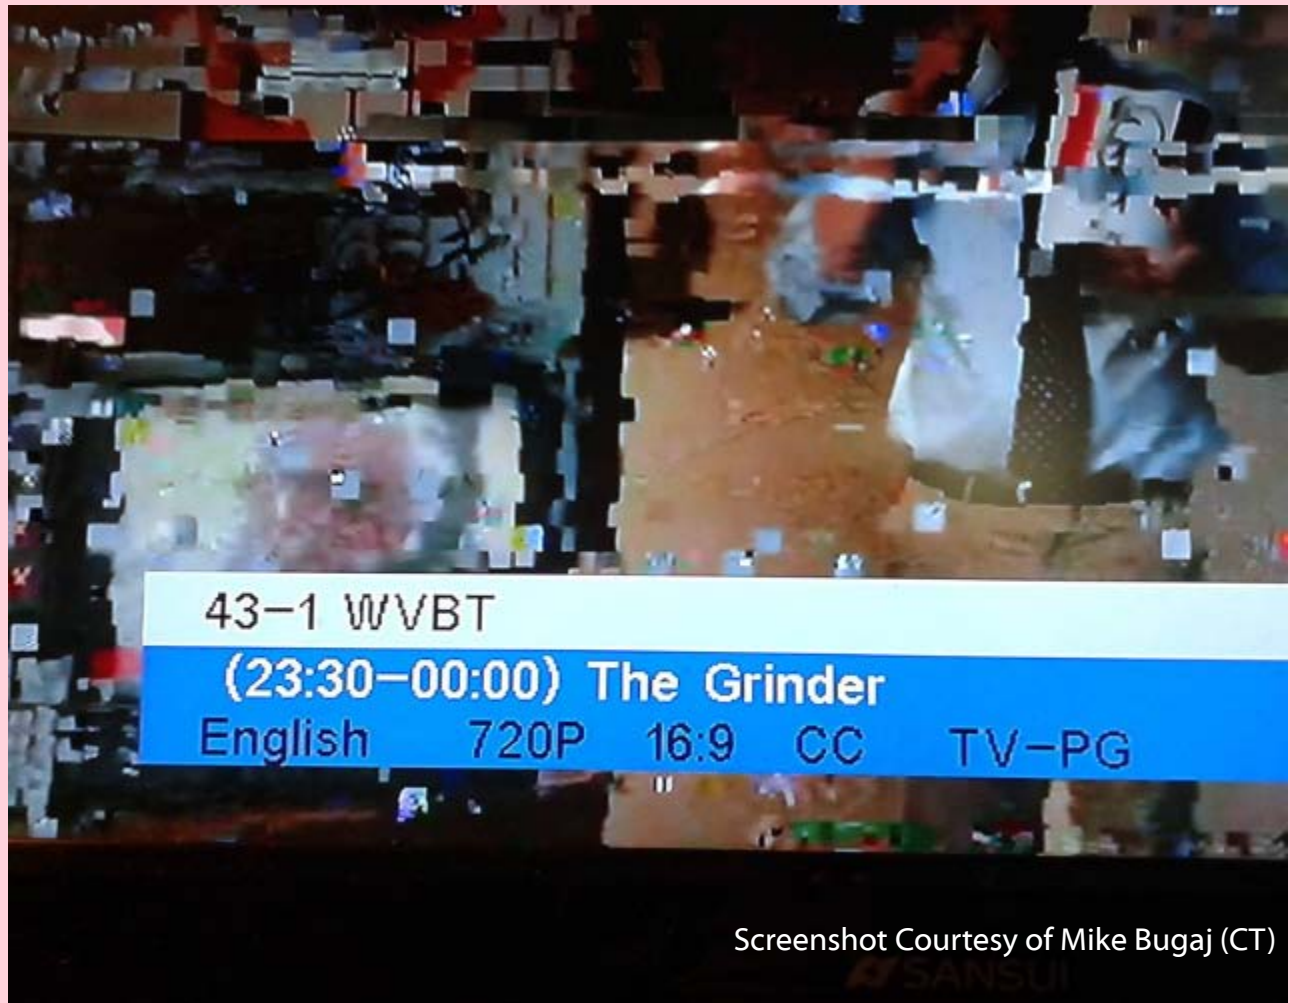 43-1 WVBT
(23:30-00:00) The Grinder
English 720P 16:9 CC TV-PG
Screenshot Courtesy of Mike Bugaj (CT)
SANSUI